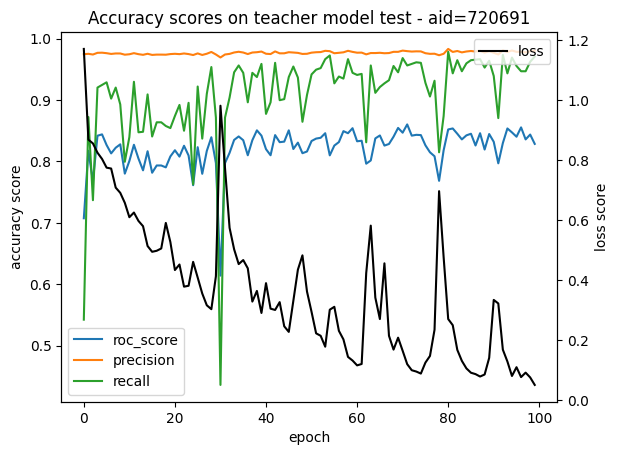 Accuracy scores on teacher model test - aid=720691
1.0
0.9
0.8
0.7
0.6
0.5
accuracy score
1.2
1.0
0.8
0.6
0.4
0.2
0.0
loss score
loss
roc_score
precision
recall
0 20 40 60 80 100
epoch